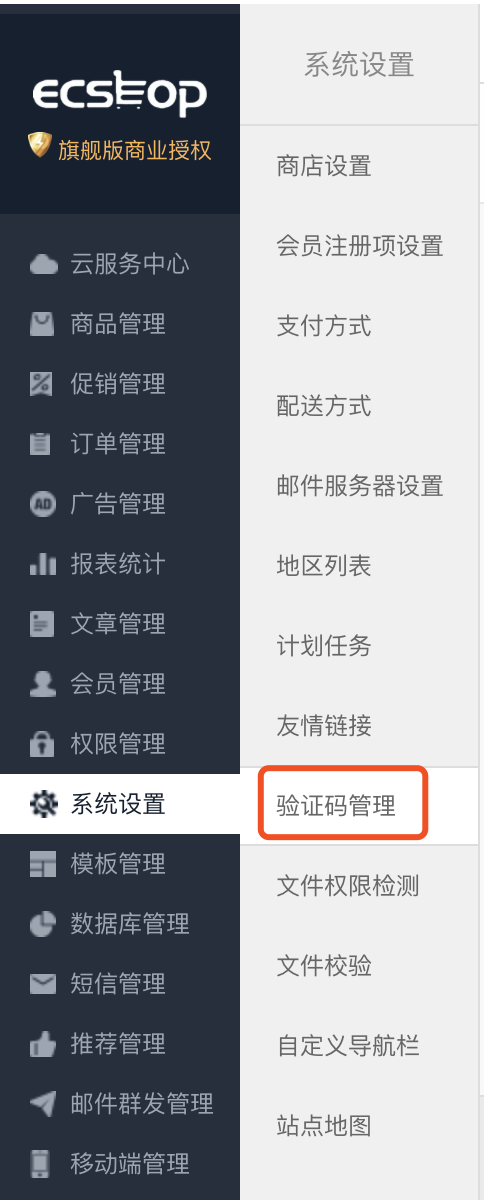 ecshop
旗舰版商业授权
云服务中心
商品管理
促销管理
订单管理
AD
广告管理
报表统计
文章管理
会员管理
权限管理
系统设置
模板管理
数据库管理
短信管理
推荐管理
邮件群发管理
移动端管理
系统设置
商店设置
会员注册项设置
支付方式
配送方式
邮件服务器设置
地区列表
计划任务
友情链接
验证码管理
文件权限检测
文件校验
自定义导航栏
站点地图